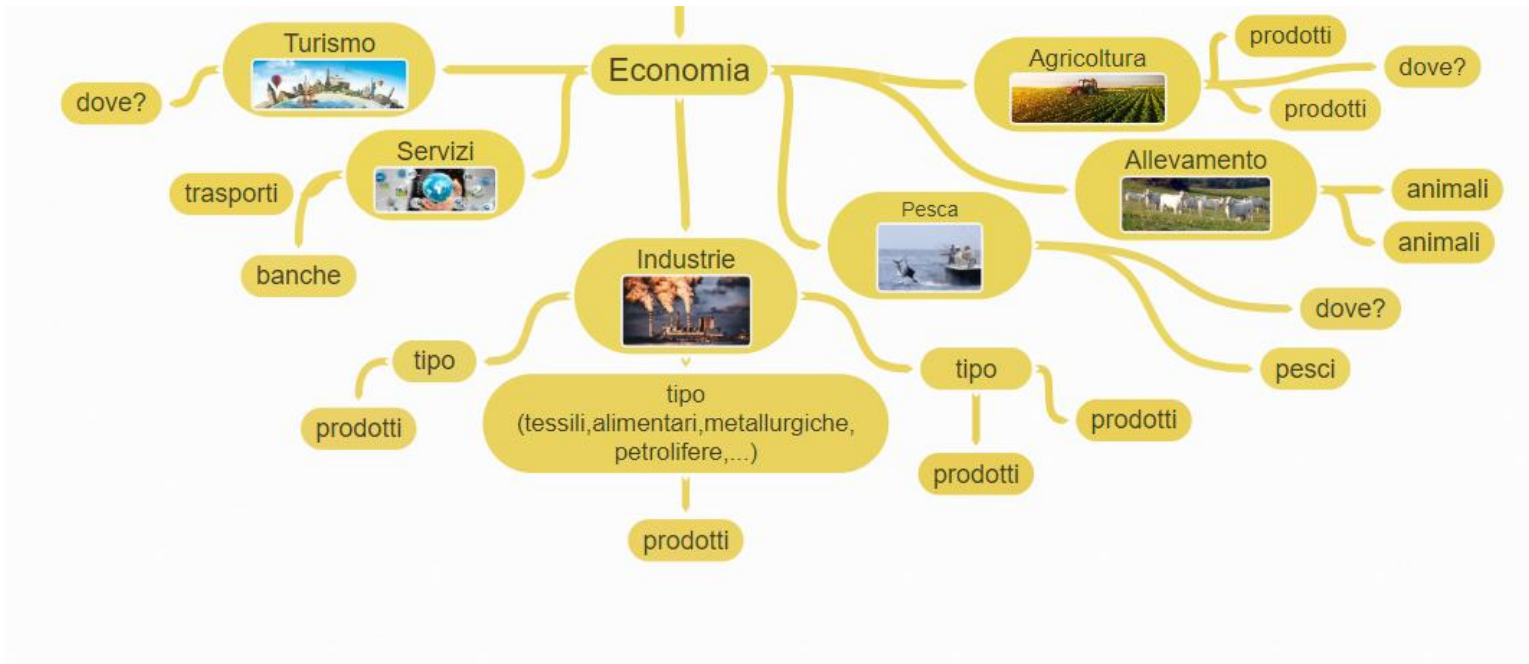 Economia
Turismo
dove?
Servizi
trasporti
banche
Industrie
tipo
prodotti
tipo
(tessili,alimentari,metallurgiche,
petrolifere,...)
prodotti
tipo
prodotti
prodotti
Pesca
dove?
pesci
Allevamento
animali
animali
Agricoltura
prodotti
dove?
prodotti